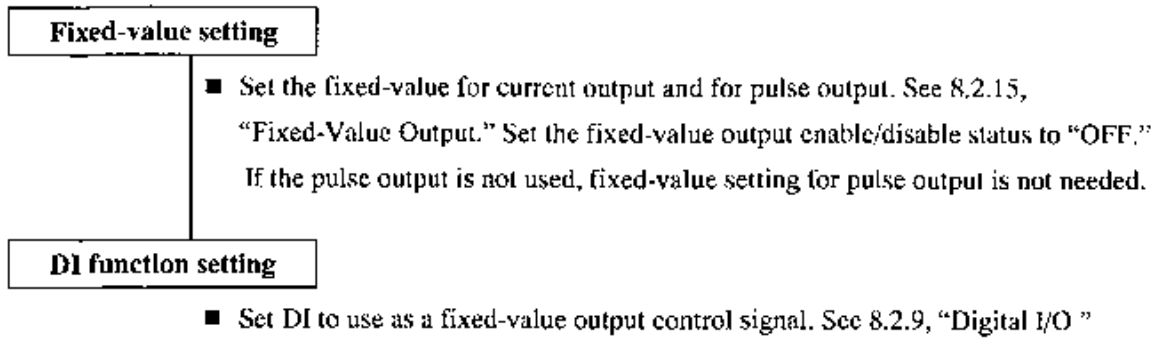 Fixed-value setting
■ Set the fixed-value for current output and for pulse output. See 8.2.15,
“Fixed-Value Output.” Set the fixed-value output enable/disable status to “OFF.”
If the pulse output is not used, fixed-value setting for pulse output is not needed.
DI function setting
■ Set DI to use as a fixed-value output control signal. See 8.2.9, “Digital I/O ”